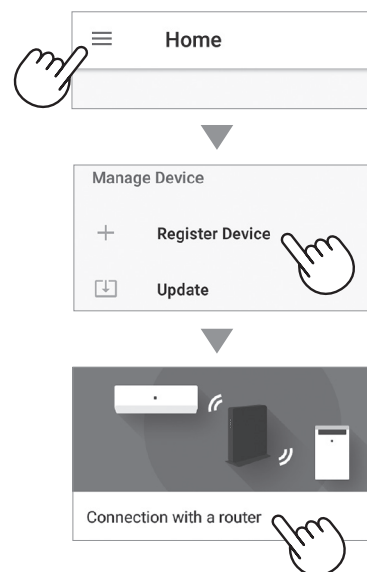 Home
Manage Device
Register Device
Update
Connection with a router